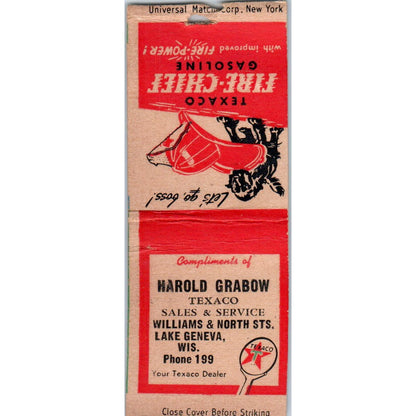 Universal Match Corp., New York
with improved FIRE-POWER!
TEXACO
FIRE-CHIEF
GASOLINE
Let's go, boss!
Compliments of
HAROLD GRABOW
TEXACO
SALES & SERVICE
WILLIAMS & NORTH STS.
LAKE GENEVA,
WIS.
Phone 199
TEXACO
T
Your Texaco Dealer
Close Cover Before Striking